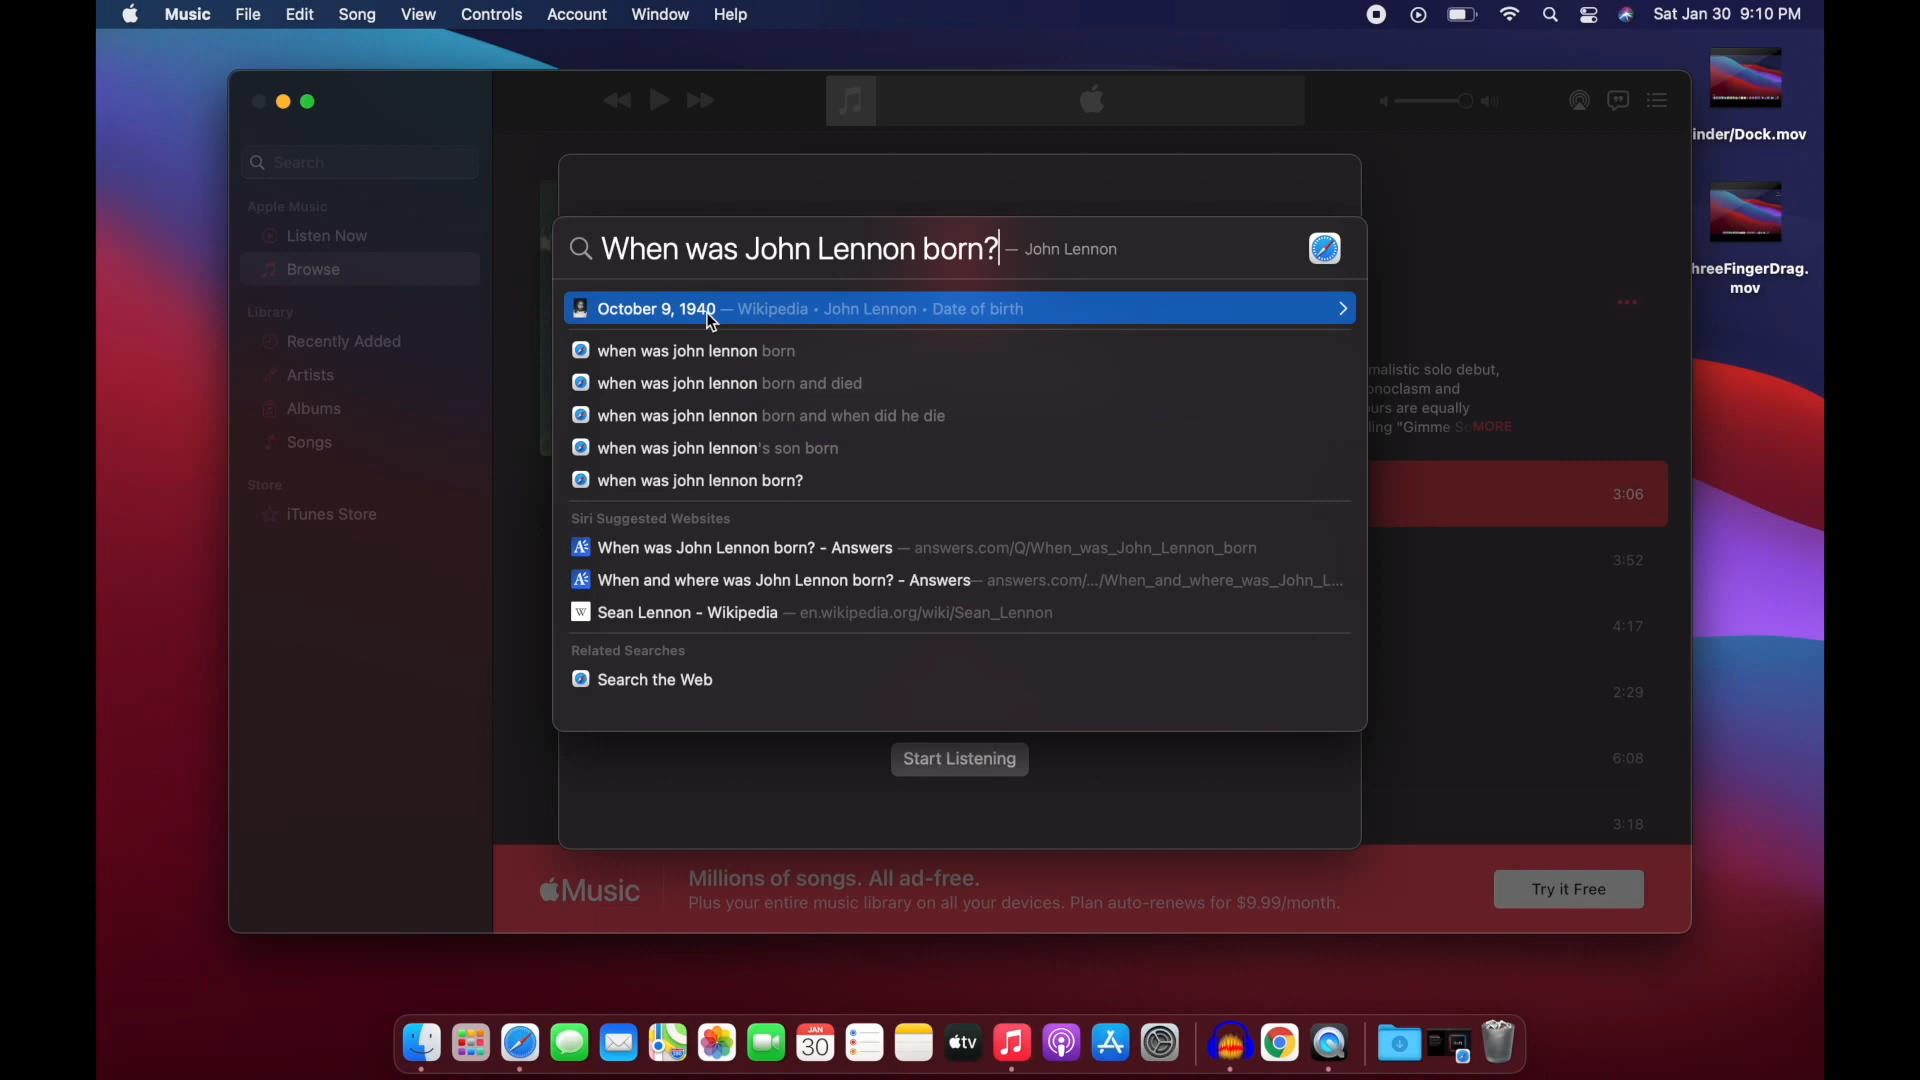 Music File Edit Song View Controls Account Window Help Sat Jan 30 9:10 PM
inder/Dock.mov
hreeFingerDrag.
mov
Search
Apple Music
Listen Now
Browse
Library
Recently Added
Artists
Albums
Songs
Store
iTunes Store
When was John Lennon born? — John Lennon
October 9, 1940 — Wikipedia • John Lennon • Date of birth
when was john lennon born
when was john lennon born and died
when was john lennon born and when did he die
when was john lennon's son born
when was john lennon born?
Siri Suggested Websites
When was John Lennon born? - Answers — answers.com/Q/When_was_John_Lennon_born
When and where was John Lennon born? - Answers — answers.com/.../When_and_where_was_John_L...
W Sean Lennon - Wikipedia — en.wikipedia.org/wiki/Sean_Lennon
Related Searches
Search the Web
Start Listening
malistic solo debut,
onoclasm and
urs are equally
ling "Gimme So MORE
3:06
3:52
4:17
2:29
6:08
3:18
Music
Millions of songs. All ad-free.
Plus your entire music library on all your devices. Plan auto-renews for $9.99/month.
Try it Free
JAN
30
tv